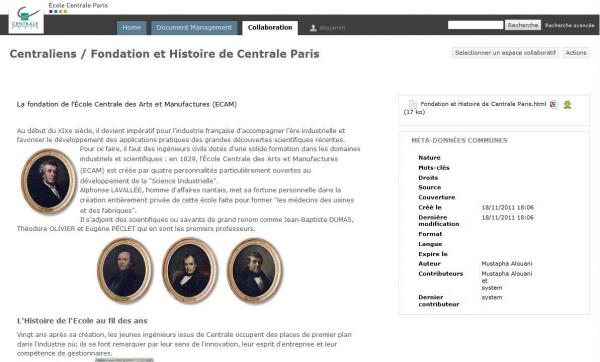 École Centrale Paris
CENTRALE
PARIS
Home
Document Management
Collaboration
alouanim
Recherche
Recherche avancée
Centraliens / Fondation et Histoire de Centrale Paris
Selectionner un espace collaboratif
Actions
La fondation de l'École Centrale des Arts et Manufactures (ECAM)
Au début du XIXe siècle, il devient impératif pour l'industrie française d'accompagner l'ère industrielle et
favoriser le développement des applications pratiques des grandes découvertes scientifiques récentes.
Pour ce faire, il faut des ingénieurs civils dotés d'une solide formation dans les domaines
industriels et scientifiques : en 1829, l'École Centrale des Arts et Manufactures
(ECAM) est créée par quatre personnalités particulièrement ouvertes au
développement de la "Science Industrielle".
Alphonse LAVALLÉE, homme d'affaires nantais, met sa fortune personnelle dans la
création entièrement privée de cette école faite pour former "les médecins des usines
et des fabriques".
Il s'adjoint des scientifiques ou savants de grand renom comme Jean-Baptiste DUMAS,
Théodore OLIVIER et Eugène PÉCLET qui en sont les premiers professeurs.
L'Histoire de l'Ecole au fil des ans
Vingt ans après sa création, les jeunes ingénieurs issus de Centrale occupent des places de premier plan
dans l'industrie où; ils se font remarquer par leur sens de l'innovation, leur esprit d'entreprise et leur
compétence de gestionnaires.
Fondation et Histoire de Centrale Paris.html
(17 ko)
MÉTA-DONNÉES COMMUNES
Nature
Mots-clés
Droits
Source
Couverture
Créé le 18/11/2011 18:06
Dernière modification 18/11/2011 18:06
Format
Langue
Expire le
Auteur Mustapha Alouani
Contributeurs Mustapha Alouani
et
system
Dernier contributeur system